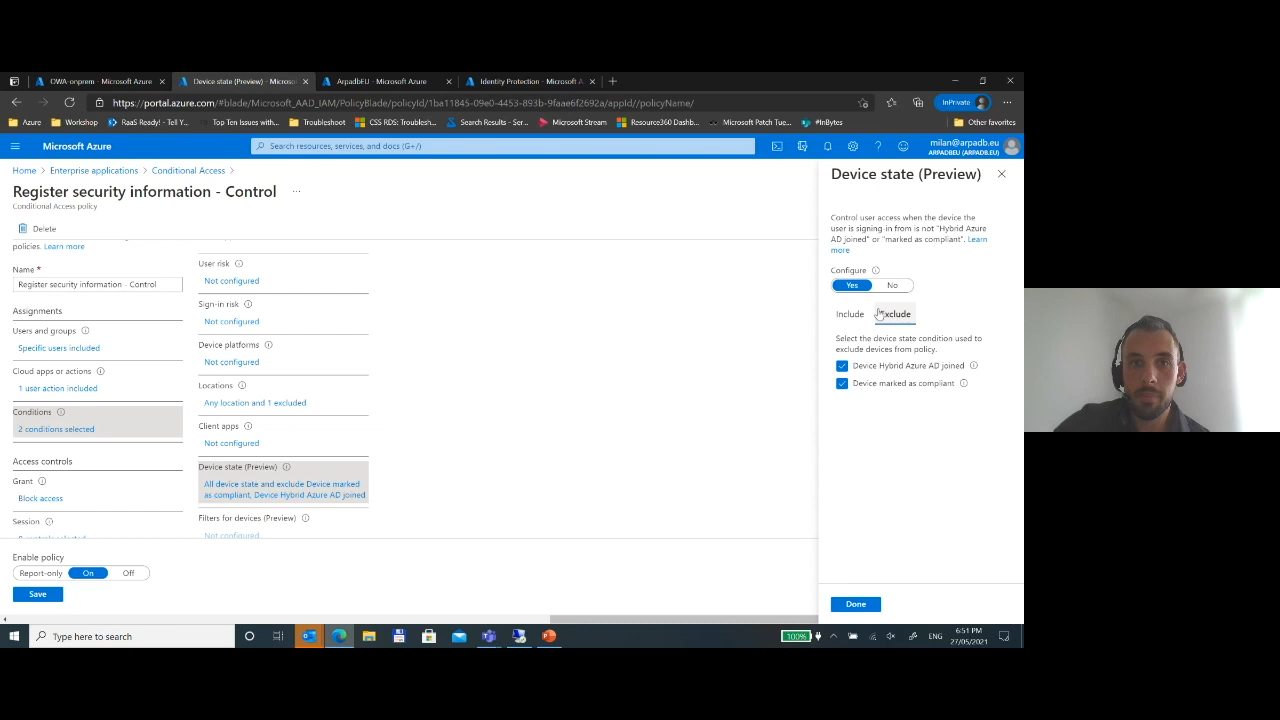 OWA-onprem - Microsoft Azure
Device state (Preview) - Microso
ArpadbEU - Microsoft Azure
Identity Protection - Microsoft A
https://portal.azure.com/#blade/Microsoft_AAD_IAM/PolicyBlade/policyId/1ba11845-09e0-4453-893b-9faae6f2692a/appId//policyName/
InPrivate
Azure
Workshop
RaaS Ready! - Tell Y...
Top Ten Issues with...
Troubleshoot
CSS RDS: Troublesh...
Search Results - Ser...
Microsoft Stream
Resource360 Dashb...
Microsoft Patch Tue...
#InBytes
Other favorites
Microsoft Azure
Search resources, services, and docs (G+/)
milan@arpadb.eu
ARPADBEU (ARPADB.EU)
Home > Enterprise applications > Conditional Access >
Register security information - Control ...
Conditional Access policy
Delete
policies. Learn more
Name *
Register security information - Control
Assignments
Users and groups
Specific users included
Cloud apps or actions
1 user action included
Conditions
2 conditions selected
Access controls
Grant
Block access
Session
User risk
Not configured
Sign-in risk
Not configured
Device platforms
Not configured
Locations
Any location and 1 excluded
Client apps
Not configured
Device state (Preview)
All device state and exclude Device marked
as compliant, Device Hybrid Azure AD joined
Filters for devices (Preview)
Not configured
Enable policy
Report-only On Off
Save
Device state (Preview)
Control user access when the device the
user is signing-in from is not "Hybrid Azure
AD joined" or "marked as compliant". Learn
more
Configure
Yes No
Include Exclude
Select the device state condition used to
exclude devices from policy.
Device Hybrid Azure AD joined
Device marked as compliant
Done
Type here to search
100%
ENG
6:51 PM
27/05/2021